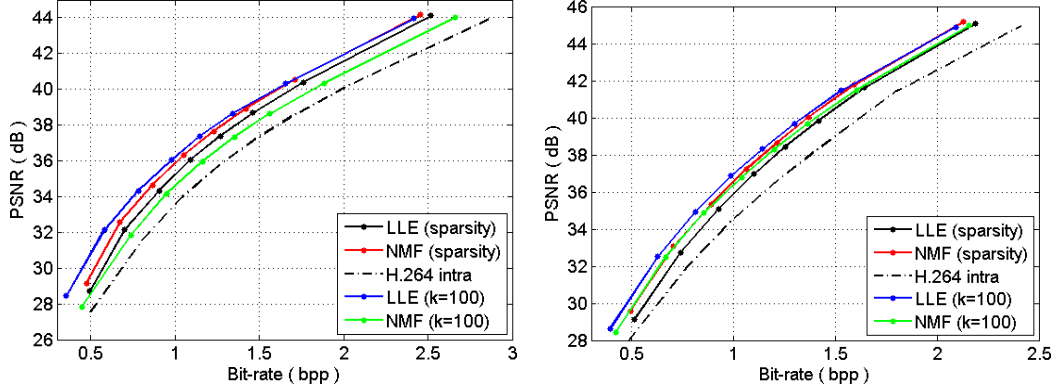 44
42
40
38
36
34
32
30
28
26
0.5
1
1.5
2
2.5
3
PSNR ( dB )
Bit-rate ( bpp )
LLE (sparsity)
NMF (sparsity)
H.264 intra
LLE (k=100)
NMF (k=100)
46
44
42
40
38
36
34
32
30
28
0.5
1
1.5
2
2.5
PSNR ( dB )
Bit-rate ( bpp )
LLE (sparsity)
NMF (sparsity)
H.264 intra
LLE (k=100)
NMF (k=100)